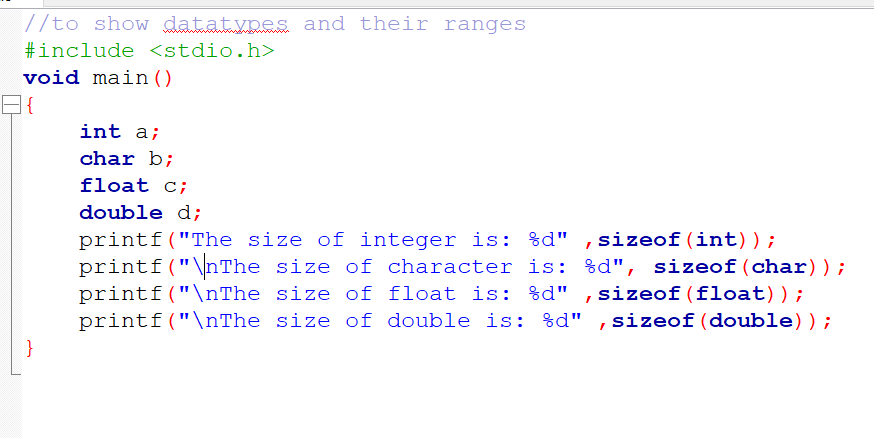 //to show datatypes and their ranges
#include <stdio.h>
void main()
{
    int a;
    char b;
    float c;
    double d;
    printf("The size of integer is: %d" ,sizeof(int));
    printf("\nThe size of character is: %d", sizeof(char));
    printf("\nThe size of float is: %d" ,sizeof(float));
    printf("\nThe size of double is: %d" ,sizeof(double));
}